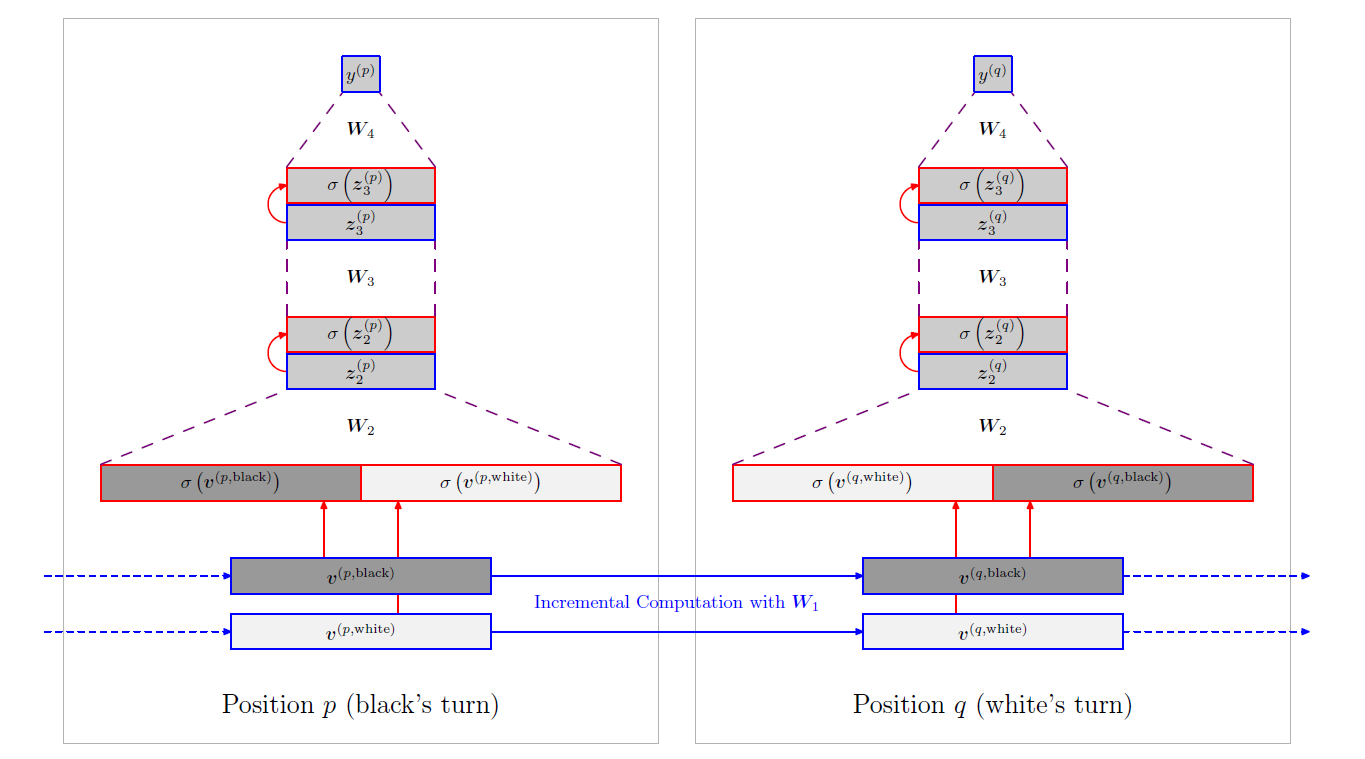 y^{(p)}
W_4
σ(z_3^{(p)})
z_3^{(p)}
W_3
σ(z_2^{(p)})
z_2^{(p)}
W_2
σ(v^{(p,black)}) σ(v^{(p,white)})
v^{(p,black)}
v^{(p,white)}
Position p (black's turn)
Incremental Computation with W_1
y^{(q)}
W_4
σ(z_3^{(q)})
z_3^{(q)}
W_3
σ(z_2^{(q)})
z_2^{(q)}
W_2
σ(v^{(q,white)}) σ(v^{(q,black)})
v^{(q,black)}
v^{(q,white)}
Position q (white's turn)